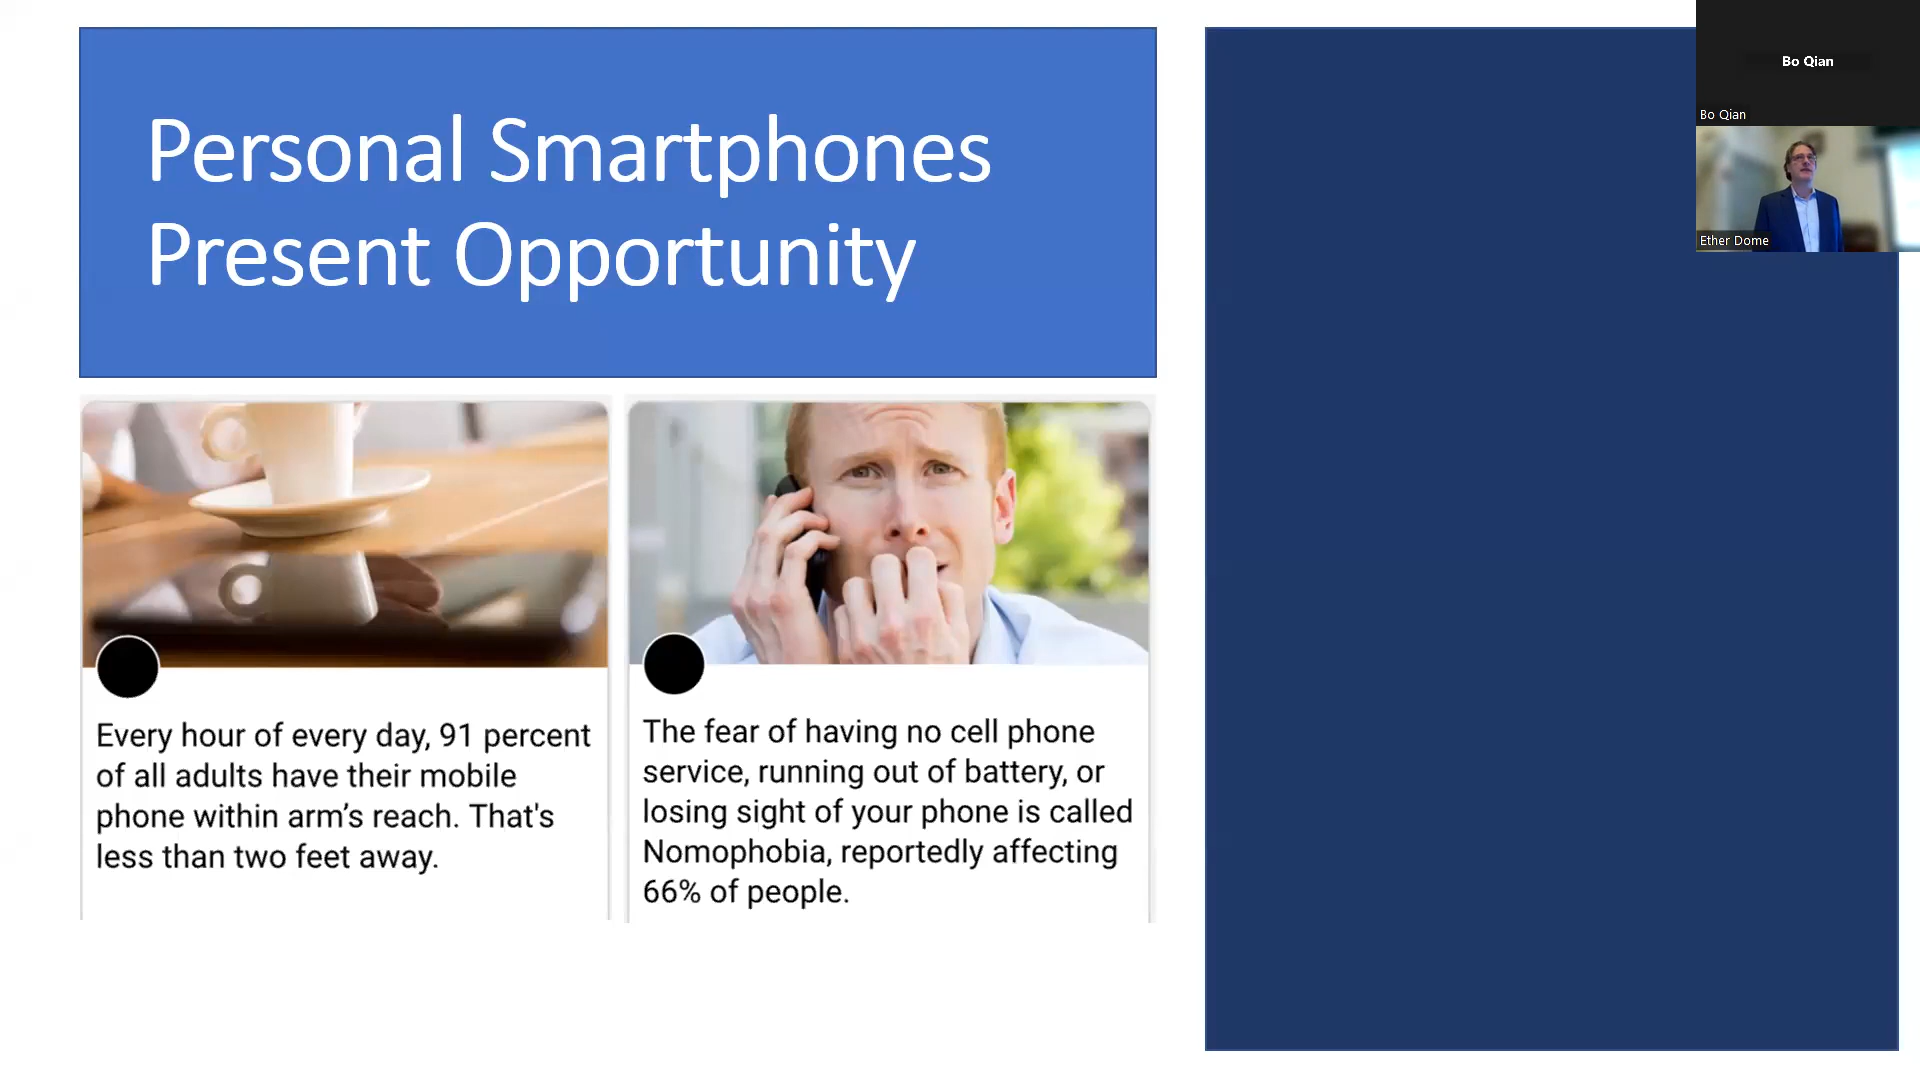 Personal Smartphones
Present Opportunity
Every hour of every day, 91 percent
of all adults have their mobile
phone within arm’s reach. That's
less than two feet away.
The fear of having no cell phone
service, running out of battery, or
losing sight of your phone is called
Nomophobia, reportedly affecting
66% of people.
Bo Qian
Bo Qian
Ether Dome